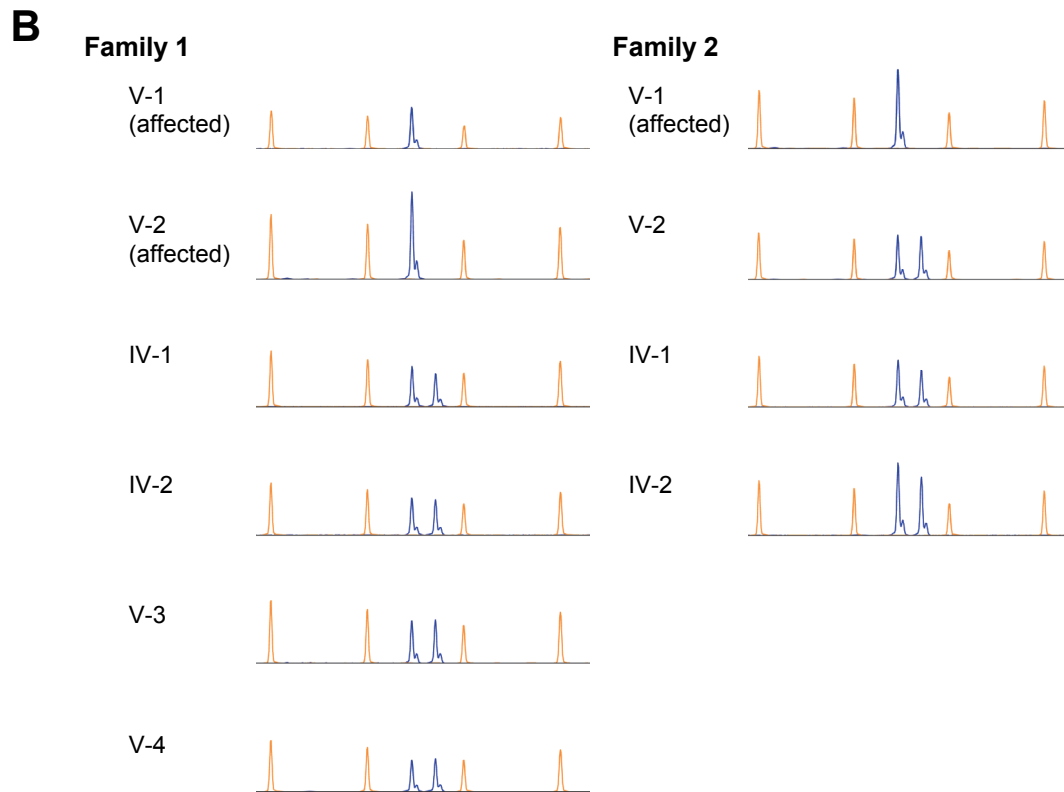 B
Family 1
V-1
(affected)
V-2
(affected)
IV-1
IV-2
V-3
V-4
Family 2
V-1
(affected)
V-2
IV-1
IV-2